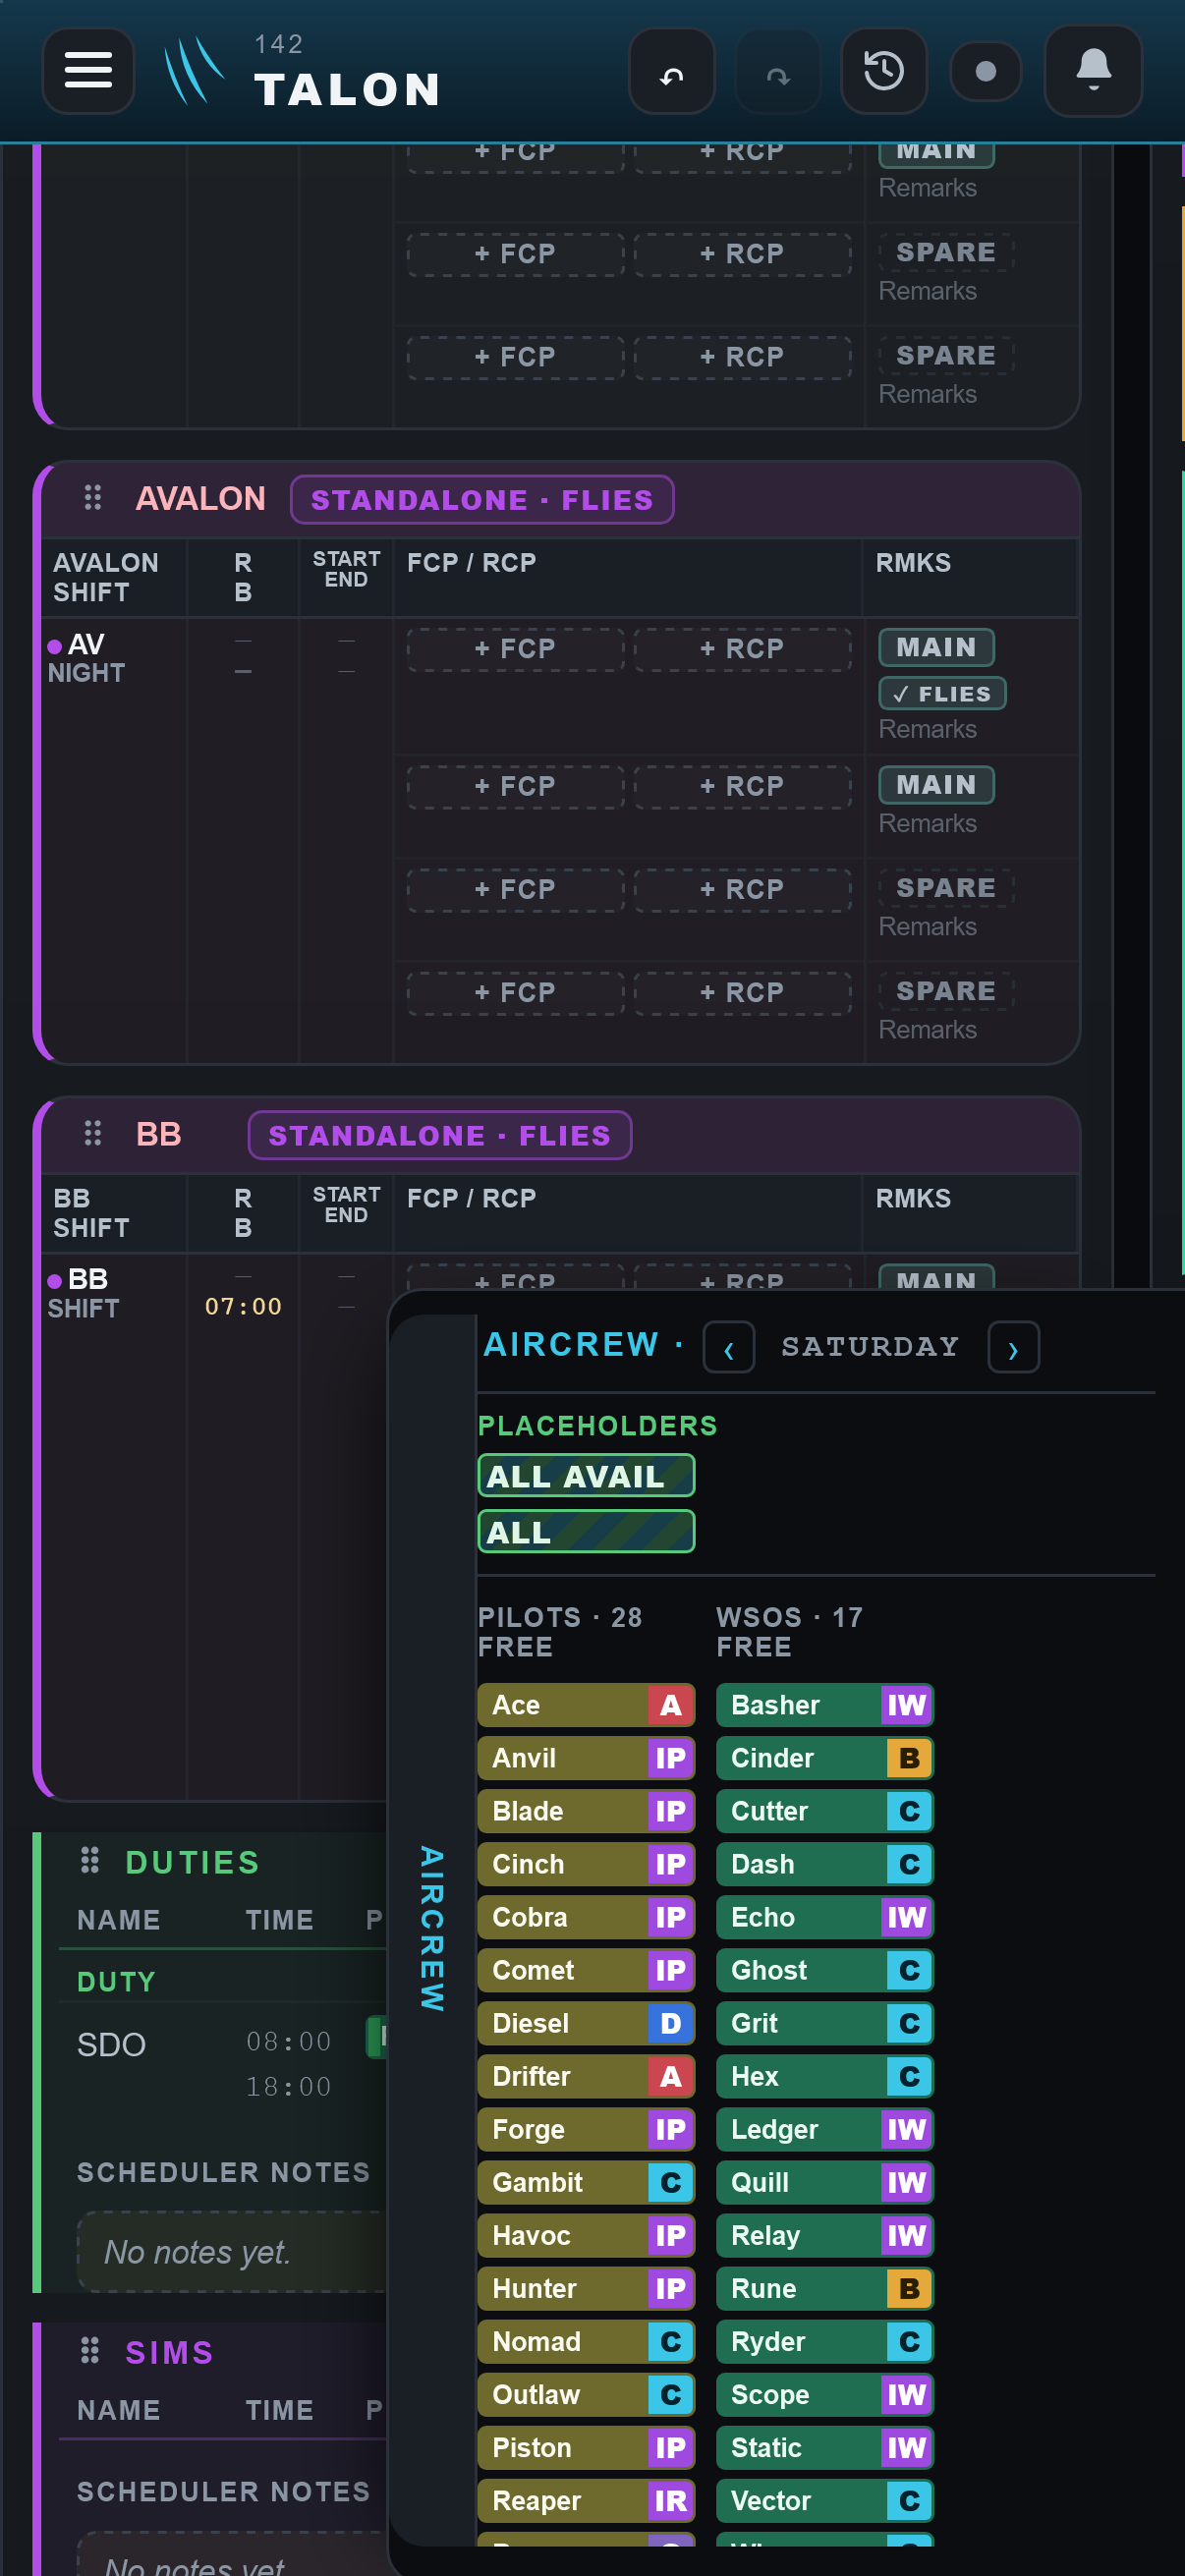 142
TALON
+ FCP + RCP MAIN
Remarks
+ FCP + RCP SPARE
Remarks
+ FCP + RCP SPARE
Remarks
AVALON STANDALONE · FLIES
AVALON SHIFT R B START END FCP / RCP RMKS
AV
NIGHT
+ FCP + RCP MAIN
✓ FLIES
Remarks
+ FCP + RCP MAIN
Remarks
+ FCP + RCP SPARE
Remarks
+ FCP + RCP SPARE
Remarks
BB STANDALONE · FLIES
BB SHIFT R B START END FCP / RCP RMKS
BB
SHIFT
07:00
+ FCP + RCP MAIN
DUTIES
NAME TIME P
DUTY
SDO 08:00
18:00
SCHEDULER NOTES
No notes yet.
SIMS
NAME TIME P
SCHEDULER NOTES
No notes yet
AIRCREW
AIRCREW · ‹ SATURDAY ›
PLACEHOLDERS
ALL AVAIL
ALL
PILOTS · 28 FREE
WSOS · 17 FREE
Ace A Basher IW
Anvil IP Cinder B
Blade IP Cutter C
Cinch IP Dash C
Cobra IP Echo IW
Comet IP Ghost C
Diesel D Grit C
Drifter A Hex C
Forge IP Ledger IW
Gambit C Quill IW
Havoc IP Relay IW
Hunter IP Rune B
Nomad C Ryder C
Outlaw C Scope IW
Piston IP Static IW
Reaper IR Vector C